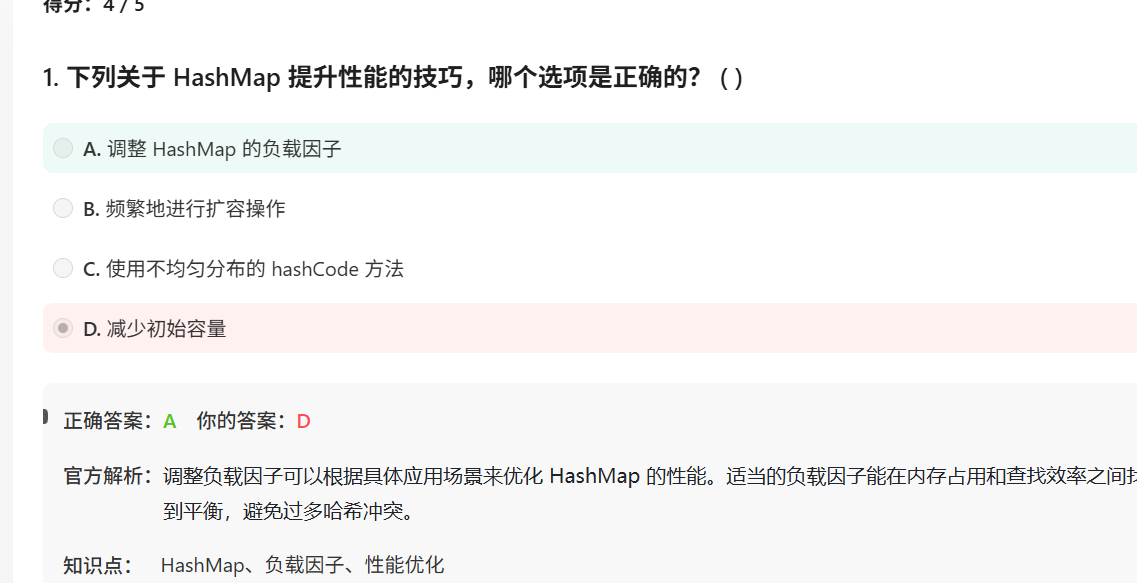 得分：4 / 5
1. 下列关于 HashMap 提升性能的技巧，哪个选项是正确的？ ( )
A. 调整 HashMap 的负载因子
B. 频繁地进行扩容操作
C. 使用不均匀分布的 hashCode 方法
D. 减少初始容量
正确答案：A 你的答案：D
官方解析：调整负载因子可以根据具体应用场景来优化 HashMap 的性能。适当的负载因子能在内存占用和查找效率之间
到平衡，避免过多哈希冲突。
知识点： HashMap、负载因子、性能优化